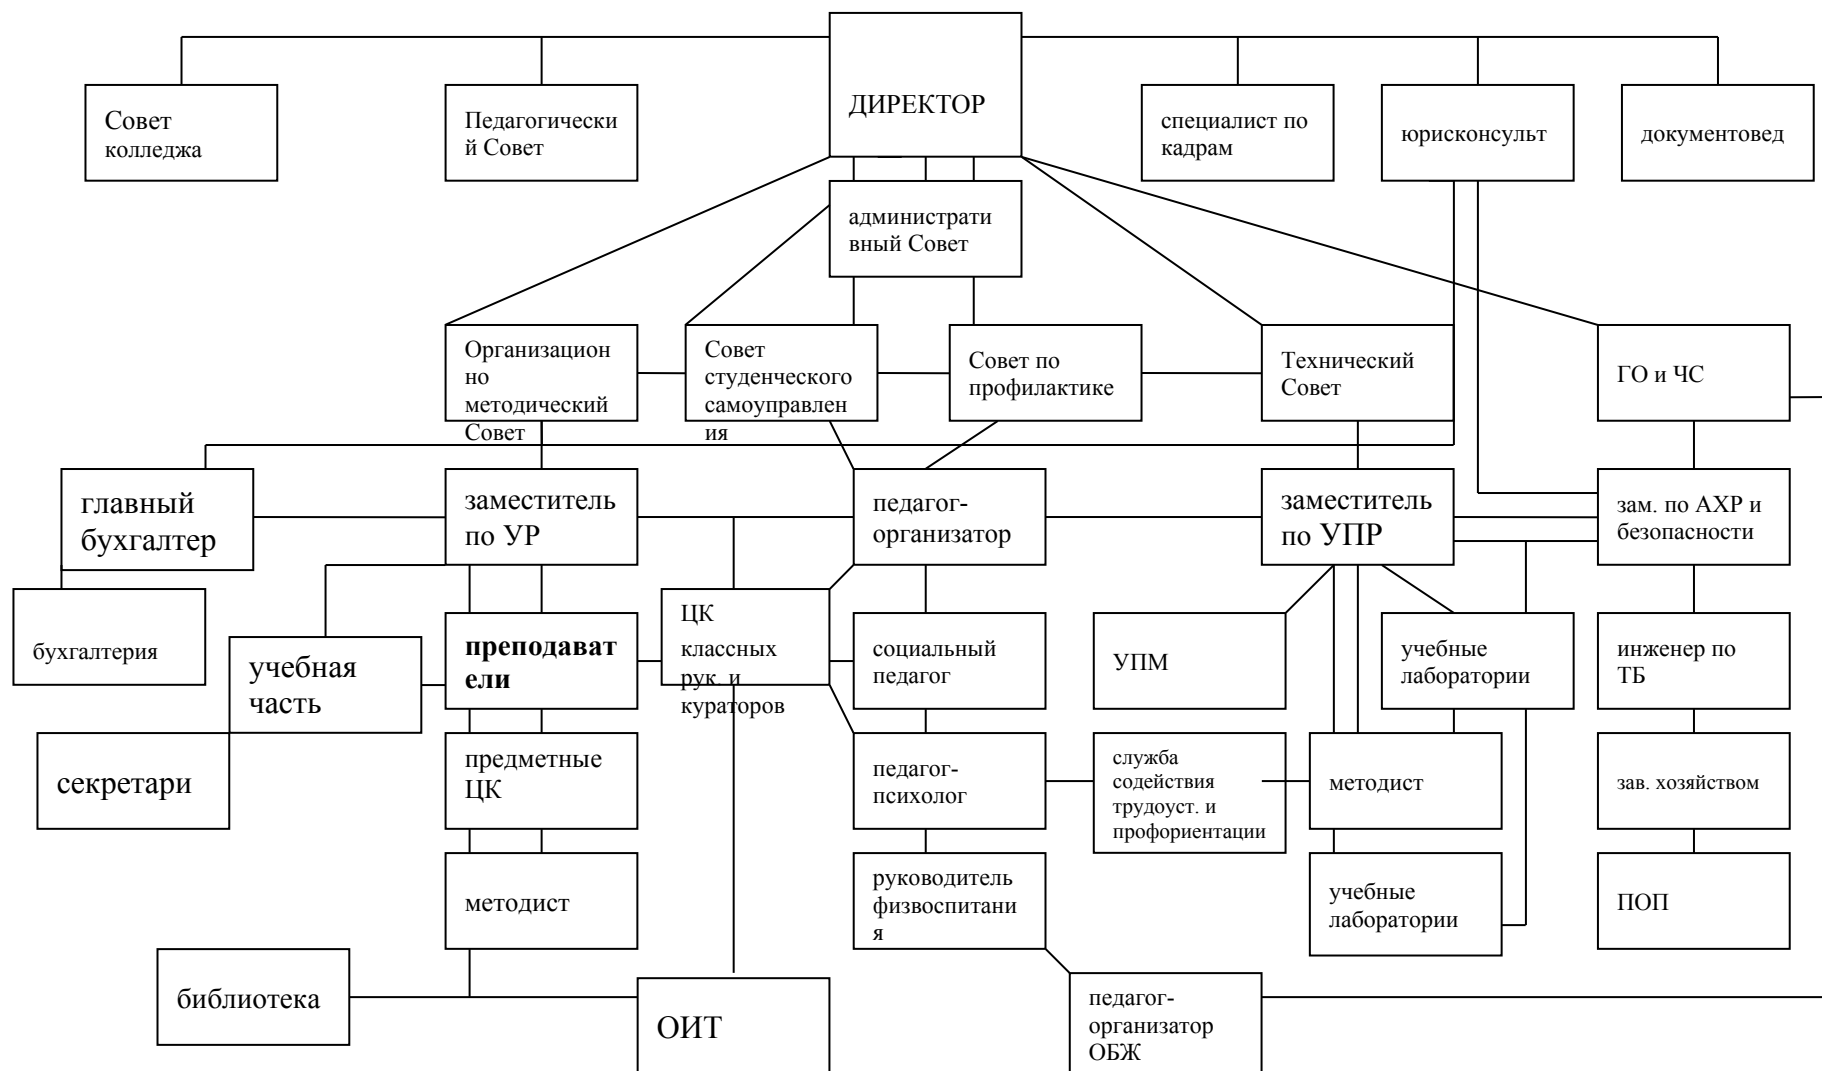 ДИРЕКТОР
Совет
колледжа
Педагогически
й Совет
специалист по
кадрам
юрисконсульт
документовед
администрати
вный Совет
Организацион
но
методический
Совет
Совет
студенческого
самоуправлен
ия
Совет по
профилактике
Технический
Совет
ГО и ЧС
главный
бухгалтер
заместитель
по УР
педагог-
организатор
заместитель
по УПР
зам. по АХР и
безопасности
бухгалтерия
учебная
часть
преподават
ели
ЦК
классных
рук. и
кураторов
социальный
педагог
УПМ
учебные
лаборатории
инженер по
ТБ
секретари
предметные
ЦК
педагог-
психолог
служба
содействия
трудоуст. и
профориентации
методист
зав. хозяйством
методист
руководитель
физвоспитани
я
учебные
лаборатории
ПОП
библиотека
ОИТ
педагог-
организатор
ОБЖ